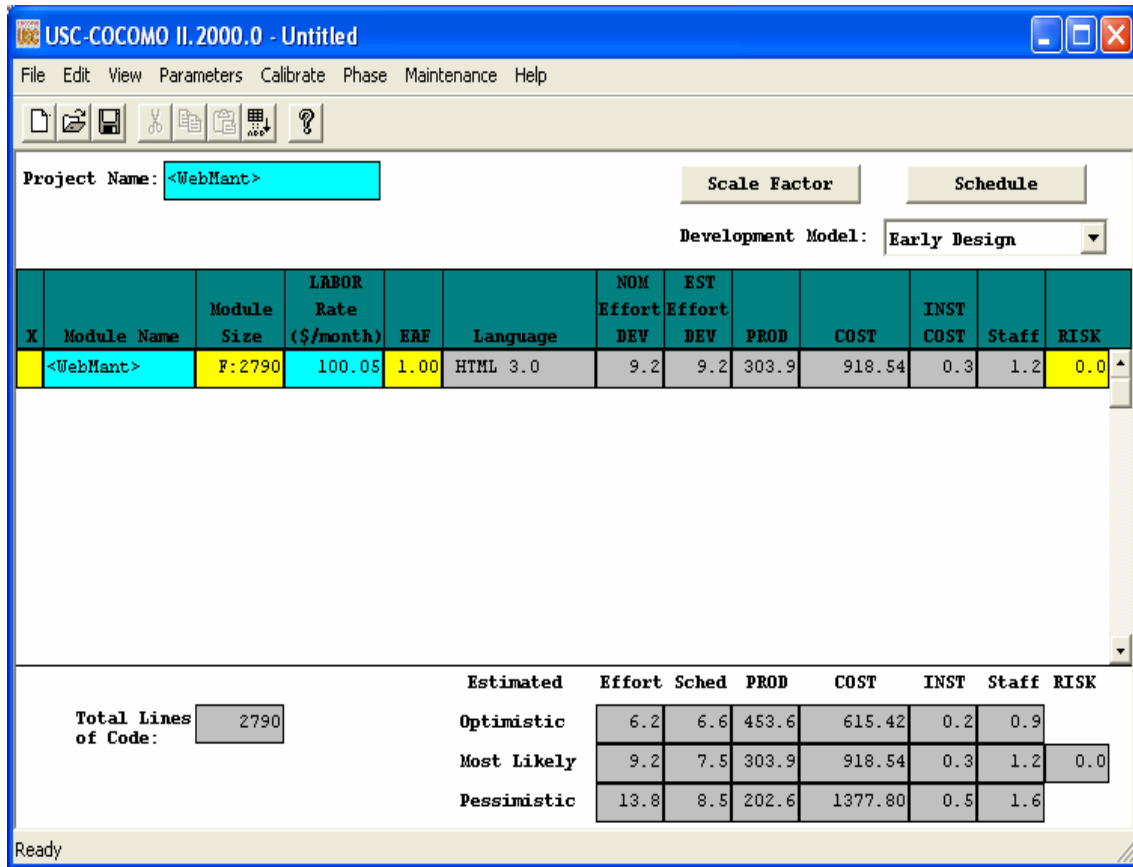 USC-COCOMO II.2000.0 - Untitled
File Edit View Parameters Calibrate Phase Maintenance Help
Project Name: <WebMant>
Scale Factor
Schedule
Development Model: Early Design
X Module Name Module Size LABOR Rate ($/month) EAF Language NOM Effort DEV EST Effort DEV PROD COST INST COST Staff RISK
<WebMant> F:2790 100.05 1.00 HTML 3.0 9.2 9.2 303.9 918.54 0.3 1.2 0.0
Estimated Effort Sched PROD COST INST Staff RISK
Total Lines of Code: 2790
Optimistic 6.2 6.6 453.6 615.42 0.2 0.9
Most Likely 9.2 7.5 303.9 918.54 0.3 1.2 0.0
Pessimistic 13.8 8.5 202.6 1377.80 0.5 1.6
Ready